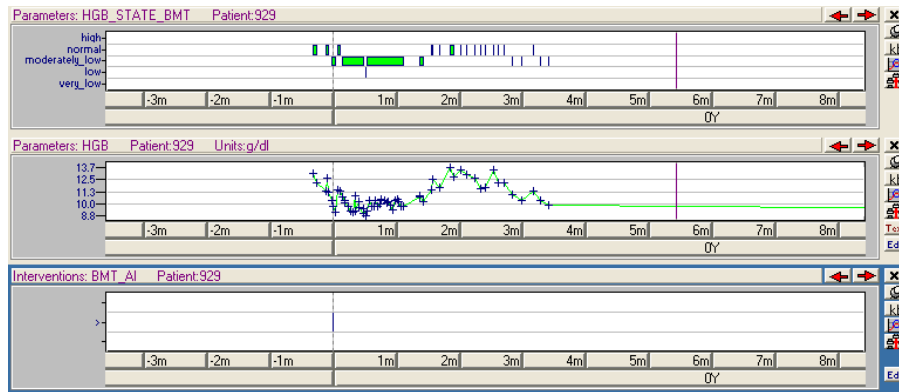 Parameters: HGB_STATE_BMT Patient:929
high
normal
moderately_low
low
very_low
-3m -2m -1m 1m 2m 3m 4m 5m 6m 7m 8m
0Y
Parameters: HGB Patient:929 Units:g/dl
13.7
12.5
11.3
10.0
8.8
-3m -2m -1m 1m 2m 3m 4m 5m 6m 7m 8m
0Y
Interventions: BMT_Al Patient:929
>
-3m -2m -1m 1m 2m 3m 4m 5m 6m 7m 8m
0Y
Ed